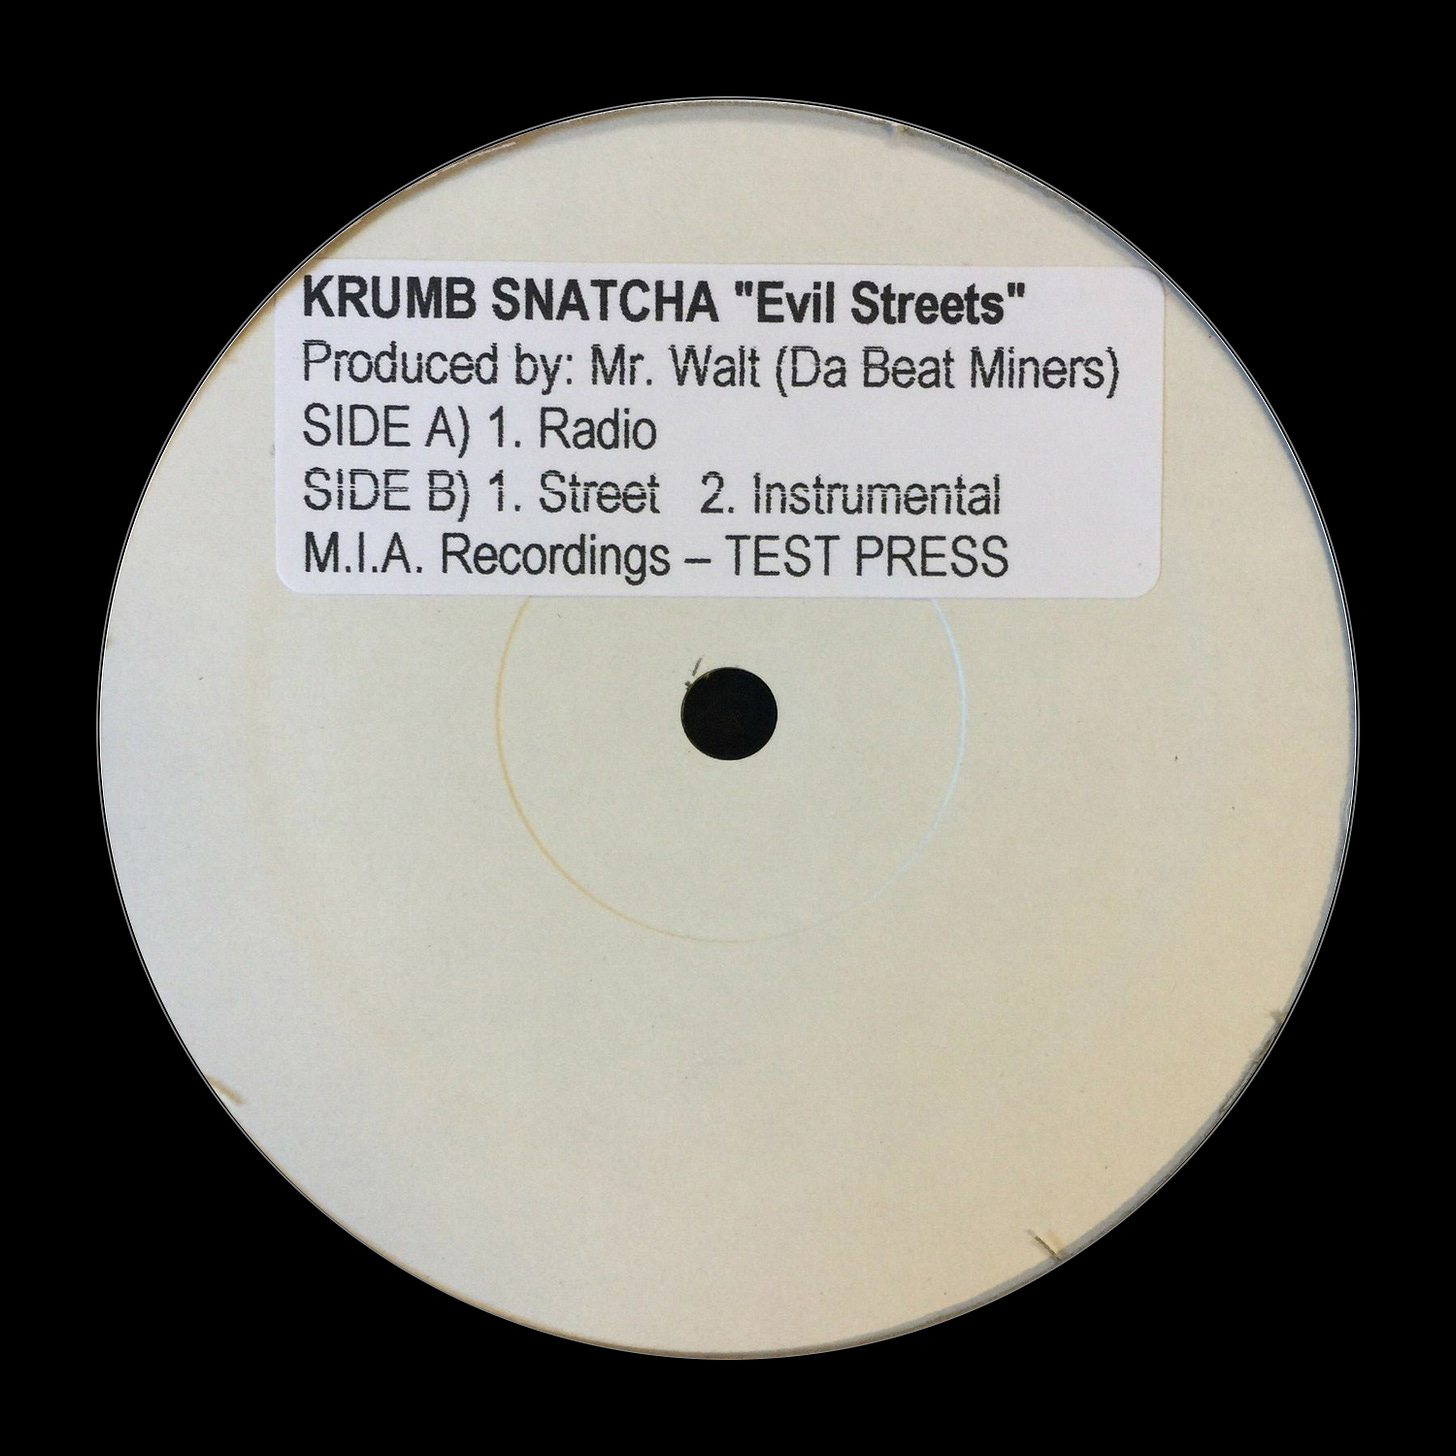 KRUMB SNATCHA "Evil Streets"
Produced by: Mr. Walt (Da Beat Miners)
SIDE A) 1. Radio
SIDE B) 1. Street 2. Instrumental
M.I.A. Recordings – TEST PRESS